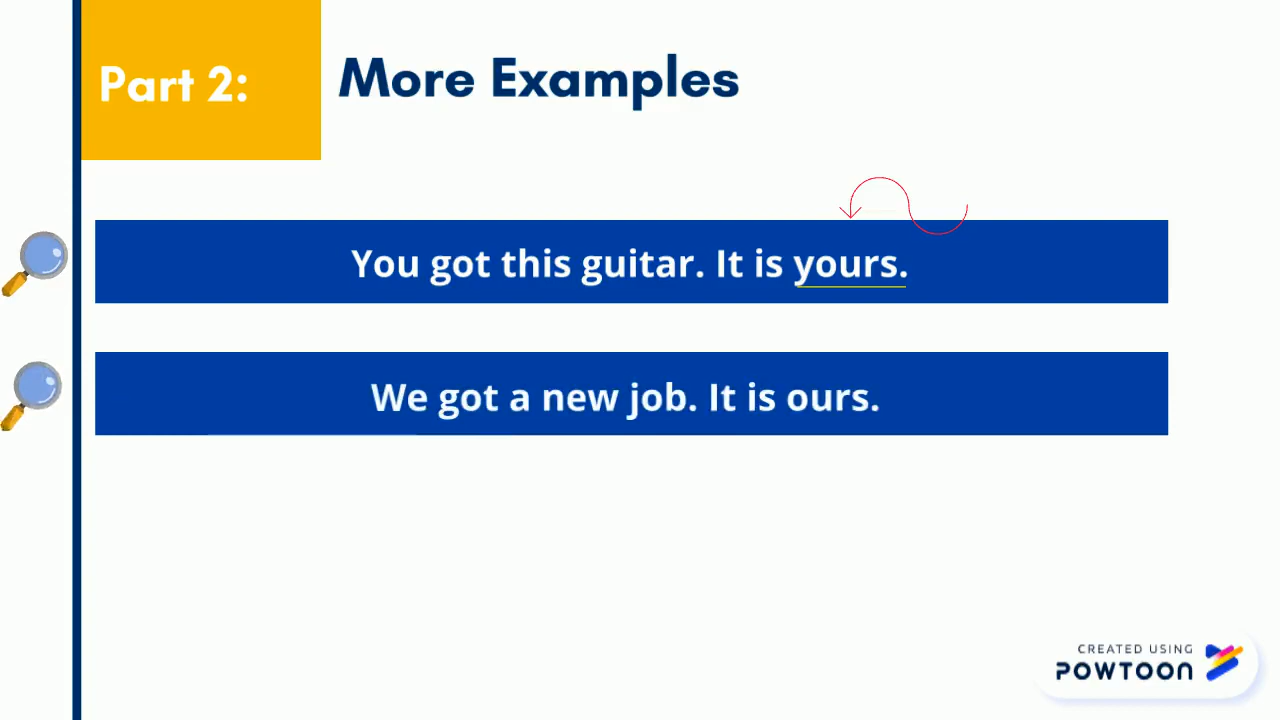 Part 2:
More Examples
You got this guitar. It is yours.
We got a new job. It is ours.
CREATED USING
POWTOON